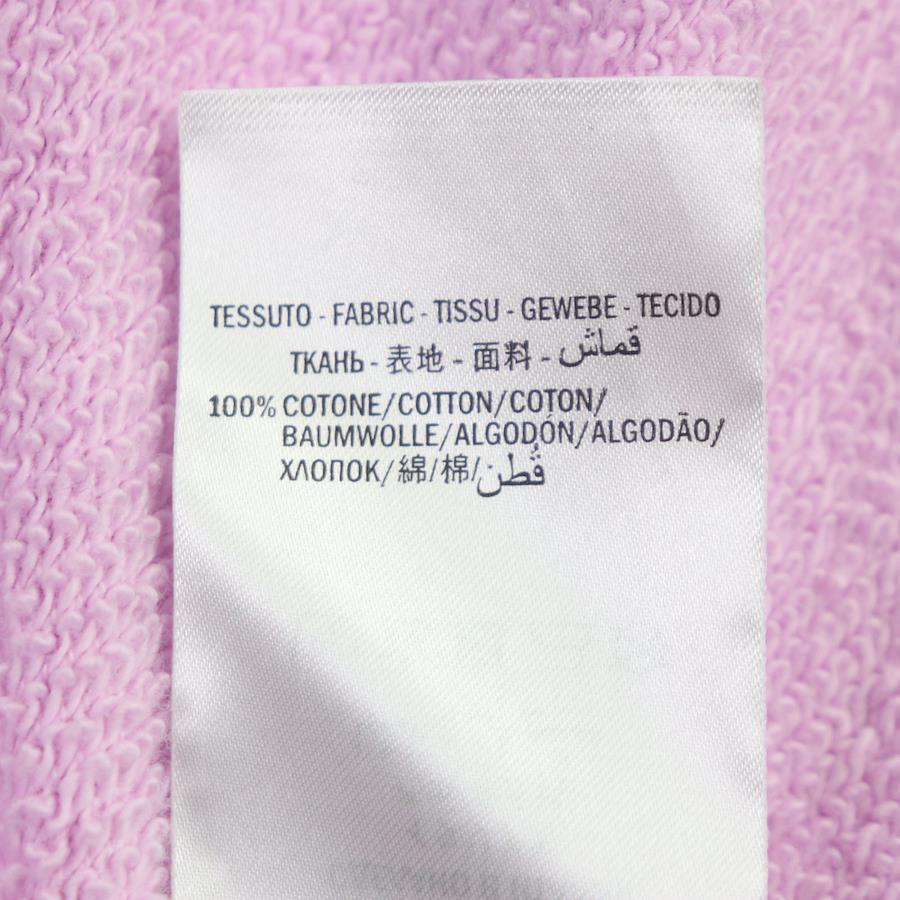 TESSUTO - FABRIC - TISSU - GEWEBE - TECIDO
ТКАНЬ - 表地 - 面料 - قماش
100% COTONE/COTTON/COTON/
BAUMWOLLE/ALGODÓN/ALGODÃO/
ХЛОПОК/綿/棉/قُطن